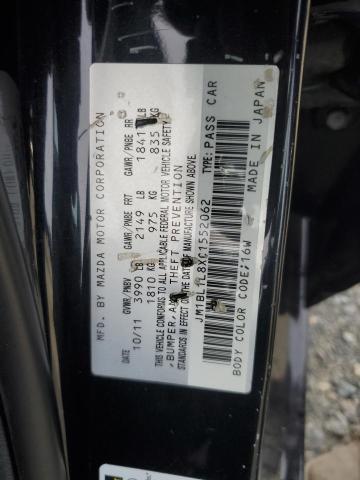 MFD. BY MAZDA MOTOR CORPORATION
10/11 GVWR/PNBV GAWR/PNBE FRT GAWR/PNBE RR
3990 LB 2149 LB 1841 LB
1810 KG 975 KG 835 KG
THIS VEHICLE CONFORMS TO ALL APPLICABLE FEDERAL MOTOR VEHICLE SAFETY
, BUMPER, AND THEFT PREVENTION
STANDARDS IN EFFECT ON THE DATE OF MANUFACTURE SHOWN ABOVE.
JM1BL1L8XC1552062 TYPE: PASS CAR
BODY COLOR CODE: 16W MADE IN JAPAN